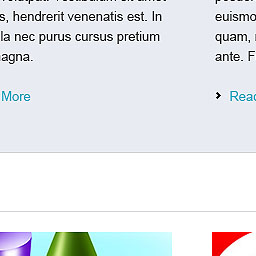 s, hendrerit venenatis est. In
la nec purus cursus pretium
agna.
More
euismo
quam,
ante. F
Read